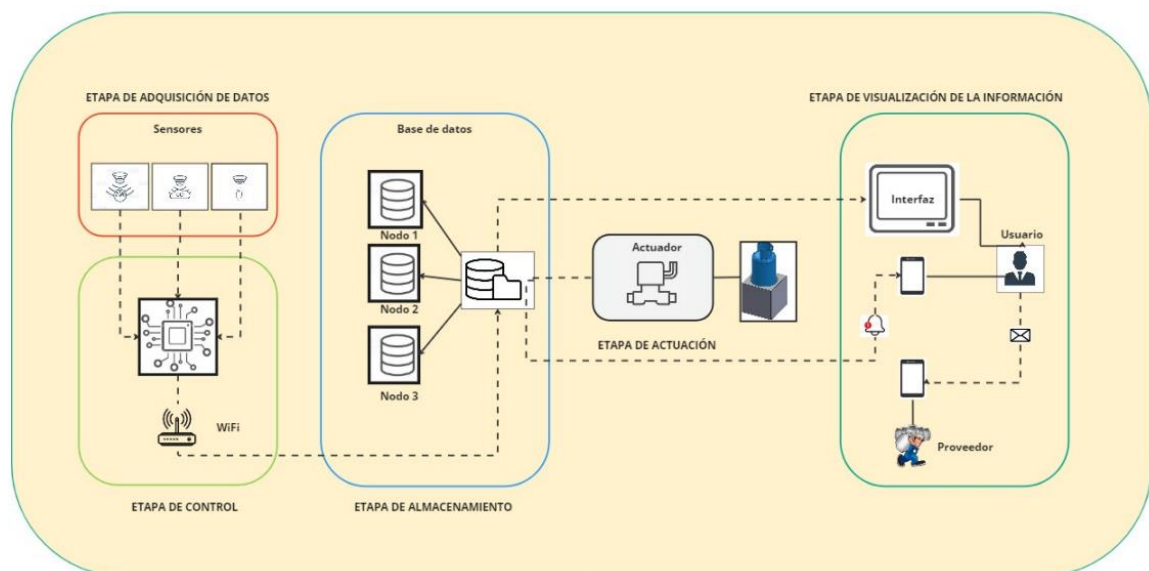 ETAPA DE ADQUISICIÓN DE DATOS
Sensores
WiFi
ETAPA DE CONTROL
Base de datos
Nodo 1
Nodo 2
Nodo 3
ETAPA DE ALMACENAMIENTO
Actuador
ETAPA DE ACTUACIÓN
ETAPA DE VISUALIZACIÓN DE LA INFORMACIÓN
Interfaz
Usuario
Proveedor